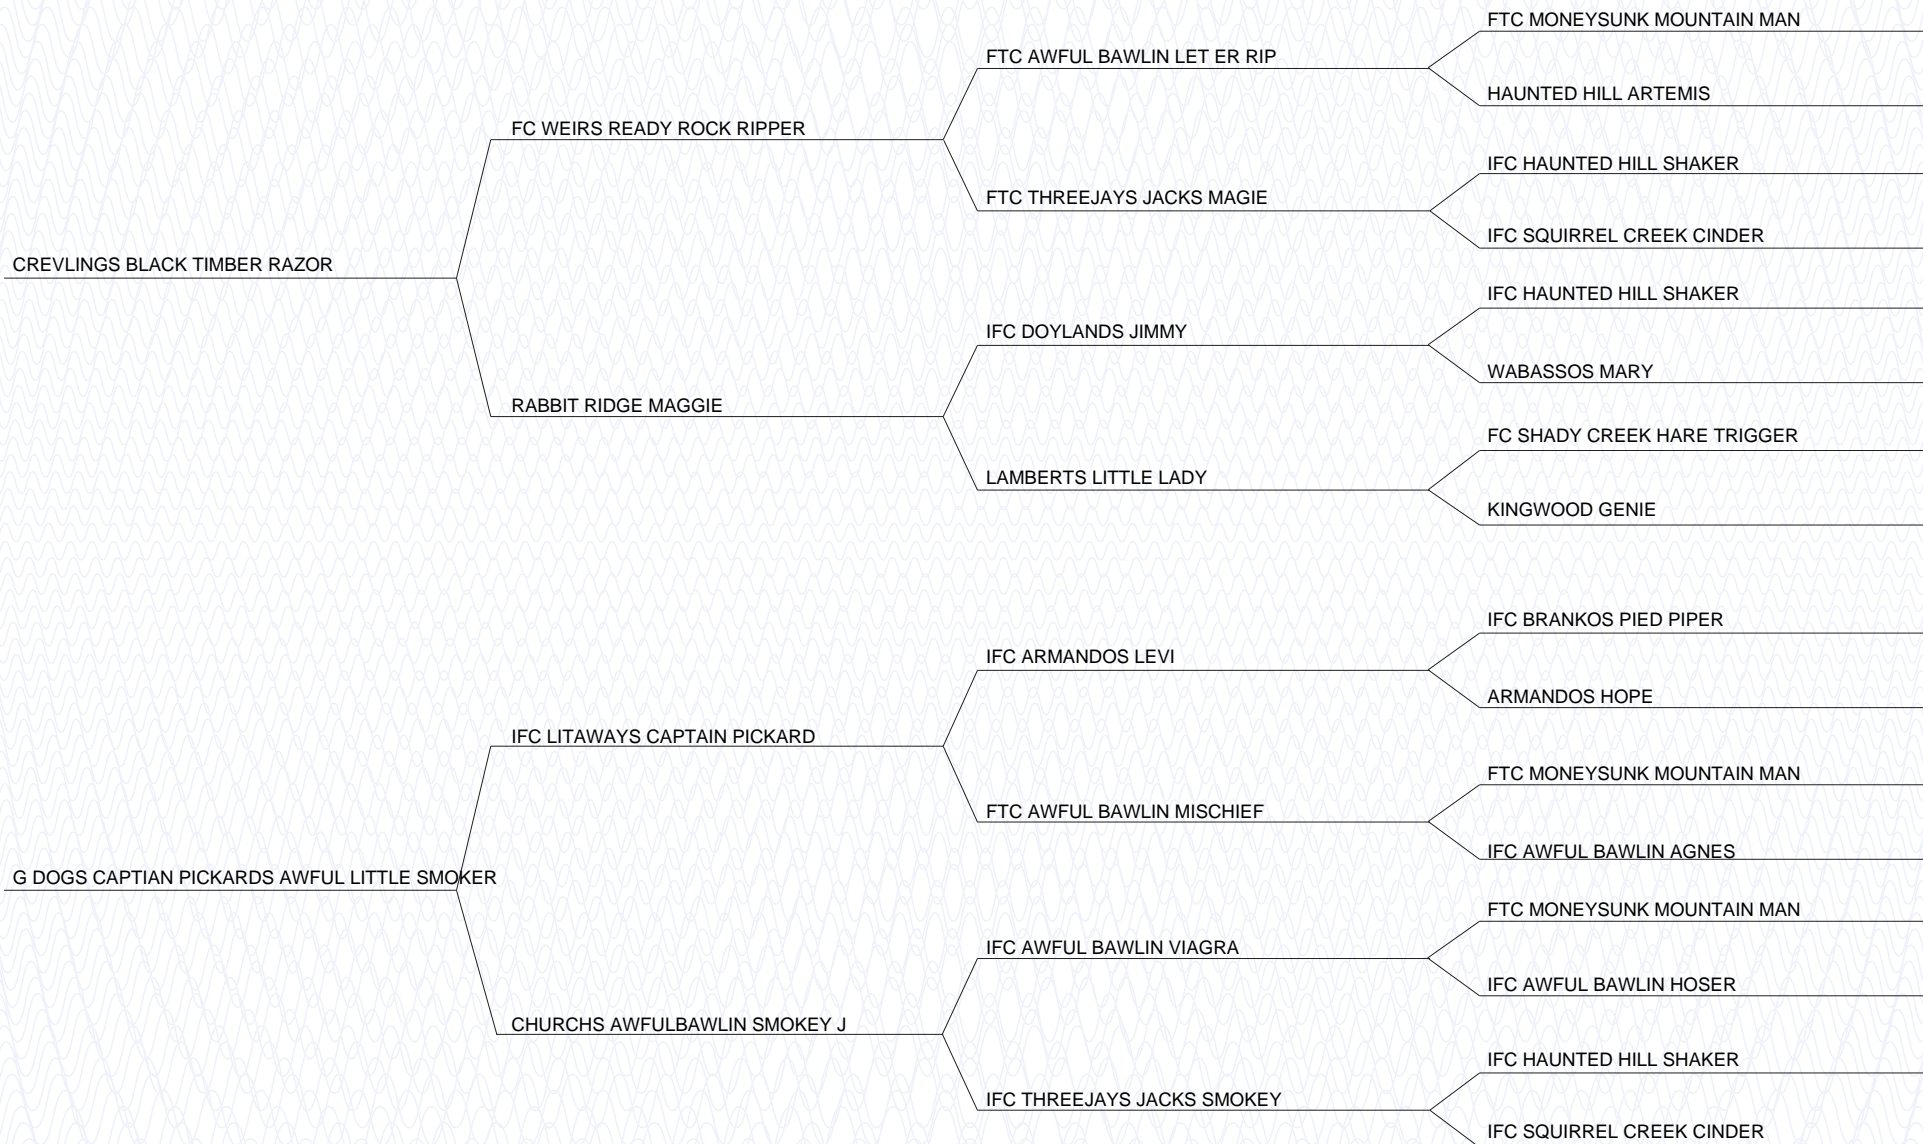 FTC MONEYSUNK MOUNTAIN MAN
FTC AWFUL BAWLIN LET ER RIP
HAUNTED HILL ARTEMIS
FC WEIRS READY ROCK RIPPER
IFC HAUNTED HILL SHAKER
FTC THREEJAYS JACKS MAGIE
IFC SQUIRREL CREEK CINDER
CREVLINGS BLACK TIMBER RAZOR
IFC HAUNTED HILL SHAKER
IFC DOYLANDS JIMMY
WABASSOS MARY
RABBIT RIDGE MAGGIE
FC SHADY CREEK HARE TRIGGER
LAMBERTS LITTLE LADY
KINGWOOD GENIE
IFC BRANKOS PIED PIPER
IFC ARMANDOS LEVI
ARMANDOS HOPE
IFC LITAWAYS CAPTAIN PICKARD
FTC MONEYSUNK MOUNTAIN MAN
FTC AWFUL BAWLIN MISCHIEF
IFC AWFUL BAWLIN AGNES
G DOGS CAPTIAN PICKARDS AWFUL LITTLE SMOKER
FTC MONEYSUNK MOUNTAIN MAN
IFC AWFUL BAWLIN VIAGRA
IFC AWFUL BAWLIN HOSER
CHURCHS AWFULBAWLIN SMOKEY J
IFC HAUNTED HILL SHAKER
IFC THREEJAYS JACKS SMOKEY
IFC SQUIRREL CREEK CINDER